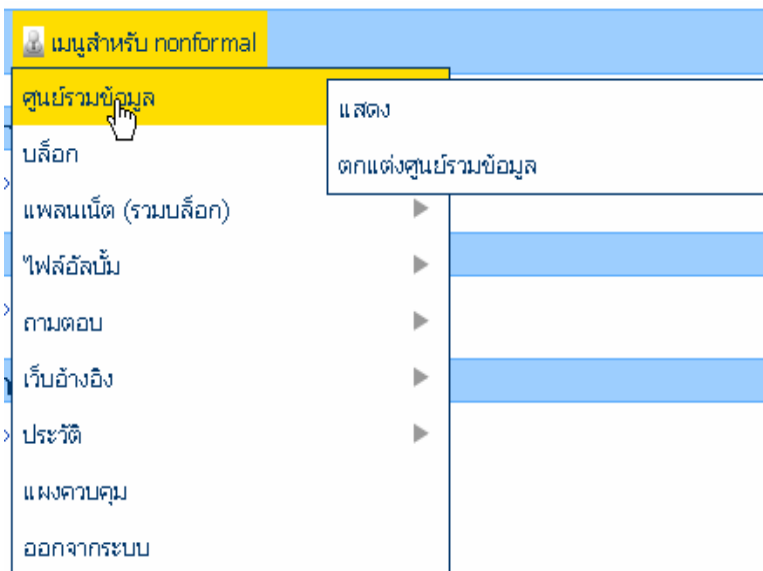 เมนูสำหรับ nonformal
ศูนย์รวมข้อมูล
แสดง
ตกแต่งศูนย์รวมข้อมูล
บล็อก
แพลนเน็ต (รวมบล็อก)
ไฟล์อัลบั้ม
ถามตอบ
เว็บอ้างอิง
ประวัติ
แผงควบคุม
ออกจากระบบ